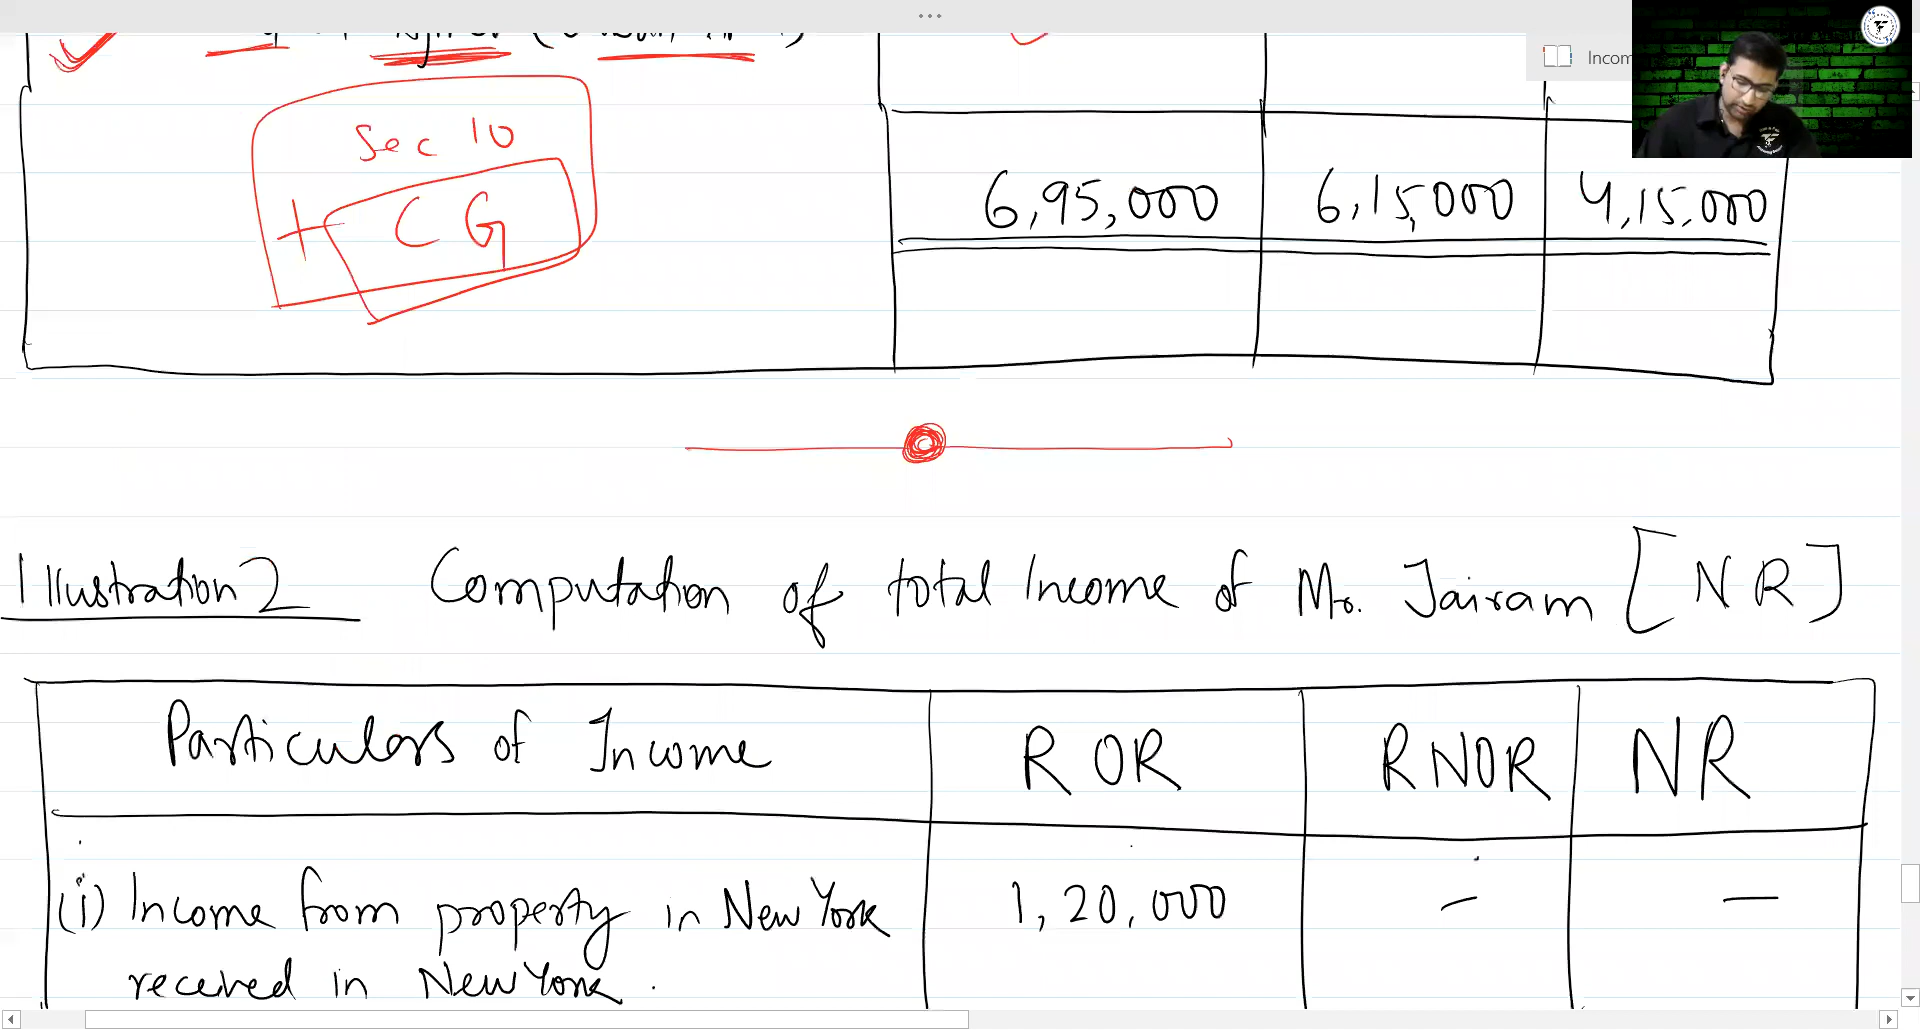 Incom
Sec 10
+ CG
6,95,000 6,15,000 4,15,000
Illustration 2 Computation of total Income of Mr. Jairam [NR]
Particulars of Income ROR RNOR NR
(i) Income from property in New York 1,20,000 - -
received in New York.